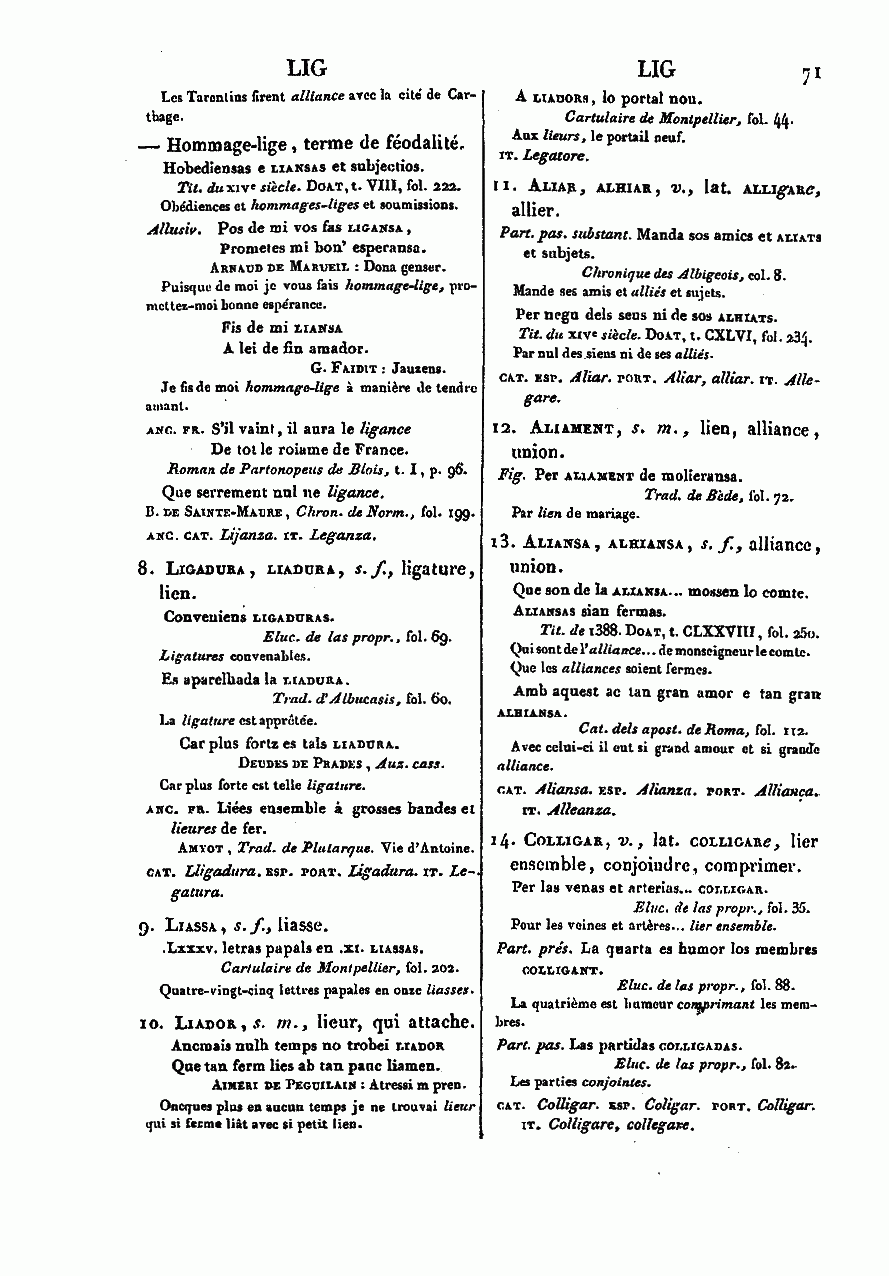 LIG
LIG 71
Les Tarentins firent alliance avec la cité de Car-
thage.
— Hommage-lige, terme de féodalité.
Hobediensas e LIANSAS et subjectios.
Tit. du XIVe siècle. DOAT, t. VIII, fol. 222.
Obédiences et hommages-liges et soumissions.
Allusiv. Pos de mi vos fas LIGANSA,
Prometes mi bon' esperansa.
ARNAUD DE MARUEIL : Dona genser.
Puisque de moi je vous fais hommage-lige, pro-
mettez-moi bonne espérance.
Fis de mi LIANSA
A lei de fin amador.
G. FAIDIT : Jauzens.
Je fis de moi hommage-lige à manière de tendre
amant.
ANC. FR. S'il vaint, il aura le ligance
De tot le roiame de France.
Roman de Partonopeus de Blois, t. I, p. 96.
Que serrement nul ne ligance.
B. DE SAINTE-MAURE, Chron. de Norm., fol. 199.
ANC. CAT. Lijanza. IT. Leganza.
8. LIGADURA, LIADURA, s. f., ligature,
lien.
Conveniens LIGADURAS.
Eluc. de las propr., fol. 69.
Ligatures convenables.
Es aparelhada la LIADURA.
Trad. d'Albucasis, fol. 60.
La ligature est apprêtée.
Car plus fortz es tals LIADURA.
DEUDES DE PRADES, Auz. cass.
Car plus forte est telle ligature.
ANC. FR. Liées ensemble à grosses bandes et
lieures de fer.
AMYOT, Trad. de Plutarque. Vie d'Antoine.
CAT. Lligadura. ESP. PORT. Ligadura. IT. Le-
gatura.
9. LIASSA, s. f., liasse.
.LXXXV. letras papals en .XI. LIASSAS.
Cartulaire de Montpellier, fol. 202.
Quatre-vingt-cinq lettres papales en onze liasses.
10. LIADOR, s. m., lieur, qui attache.
Ancmais nulh temps no trobei LIADOR
Que tan ferm lies ab tan pauc liamen.
AIMERI DE PEGUILAIN : Atressi m pren.
Oncques plus en aucun temps je ne trouvai lieur
qui si ferme liât avec si petit lien.
A LIADORS, lo portal nou.
Cartulaire de Montpellier, fol. 44.
Aux lieurs, le portail neuf.
IT. Legatore.
11. ALIAR, ALHIAR, v., lat. ALLIGARE,
allier.
Part. pas. substant. Manda sos amics et ALIATS
et subjets.
Chronique des Albigeois, col. 8.
Mande ses amis et alliés et sujets.
Per negu dels seus ni de sos ALHIATS.
Tit. du XIVe siècle. DOAT, t. CXLVI, fol. 234.
Par nul des siens ni de ses alliés.
CAT. ESP. Aliar. PORT. Aliar, alliar. IT. Alle-
gare.
12. ALIAMENT, s. m., lien, alliance,
union.
Fig. Per ALIAMENT de molieransa.
Trad. de Bède, fol. 72.
Par lien de mariage.
13. ALIANSA, ALHIANSA, s. f., alliance,
union.
Que son de la ALIANSA... mossen lo comte.
ALIANSAS sian fermas.
Tit. de 1388. DOAT, t. CLXXVIII, fol. 250.
Qui sont de l'alliance... de monseigneur le comte.
Que les alliances soient fermes.
Amb aquest ac tan gran amor e tan gran
ALHIANSA.
Cat. dels apost. de Roma, fol. 112.
Avec celui-ci il eut si grand amour et si grande
alliance.
CAT. Aliansa. ESP. Alianza. PORT. Alliança.
IT. Alleanza.
14. COLLIGAR, v., lat. COLLIGARE, lier
ensemble, conjoindre, comprimer.
Per las venas et arterias... COLLIGAR.
Eluc. de las propr., fol. 35.
Pour les veines et artères... lier ensemble.
Part. prés. La quarta es humor los membres
COLLIGANT.
Eluc. de las propr., fol. 88.
La quatrième est humeur comprimant les mem-
bres.
Part. pas. Las partidas COLLIGADAS.
Eluc. de las propr., fol. 82.
Les parties conjointes.
CAT. Colligar. ESP. Coligar. PORT. Colligar.
IT. Colligare, collegare.